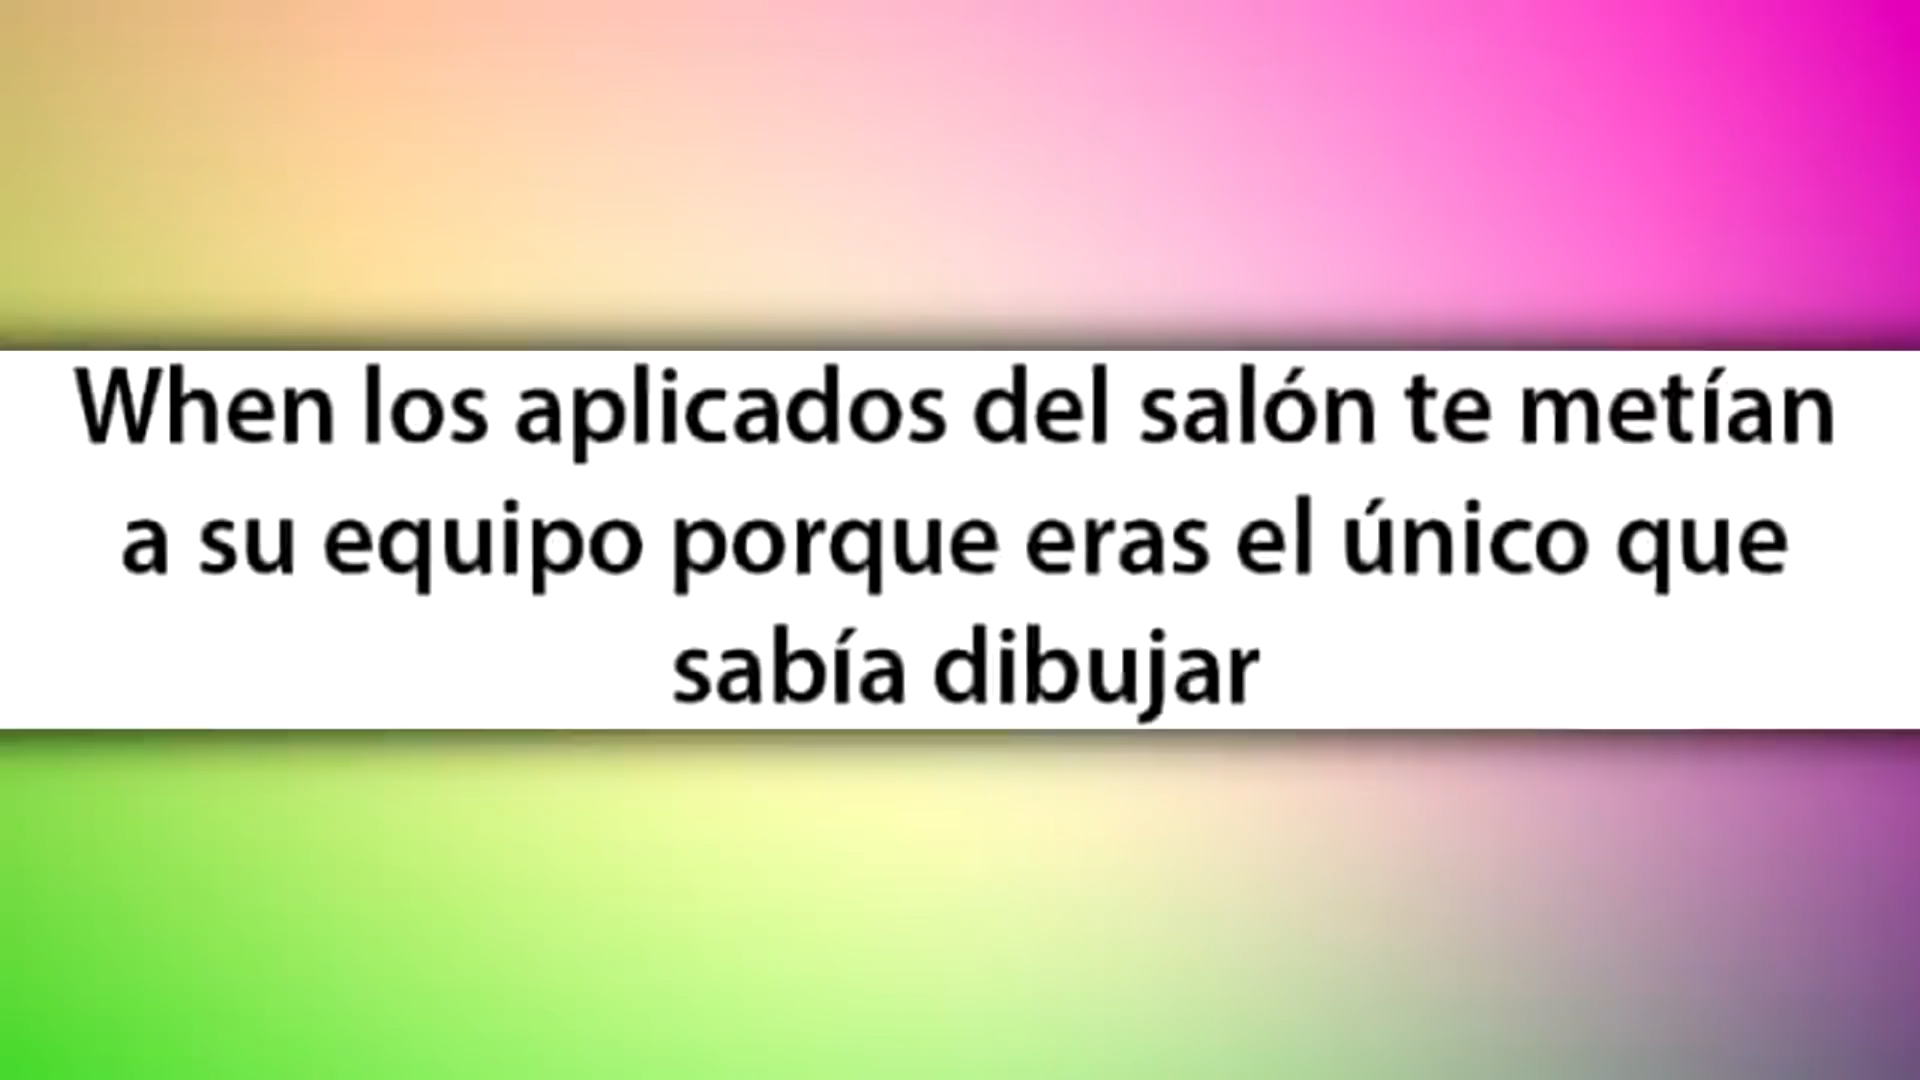 When los aplicados del salón te metían
a su equipo porque eras el único que
sabía dibujar